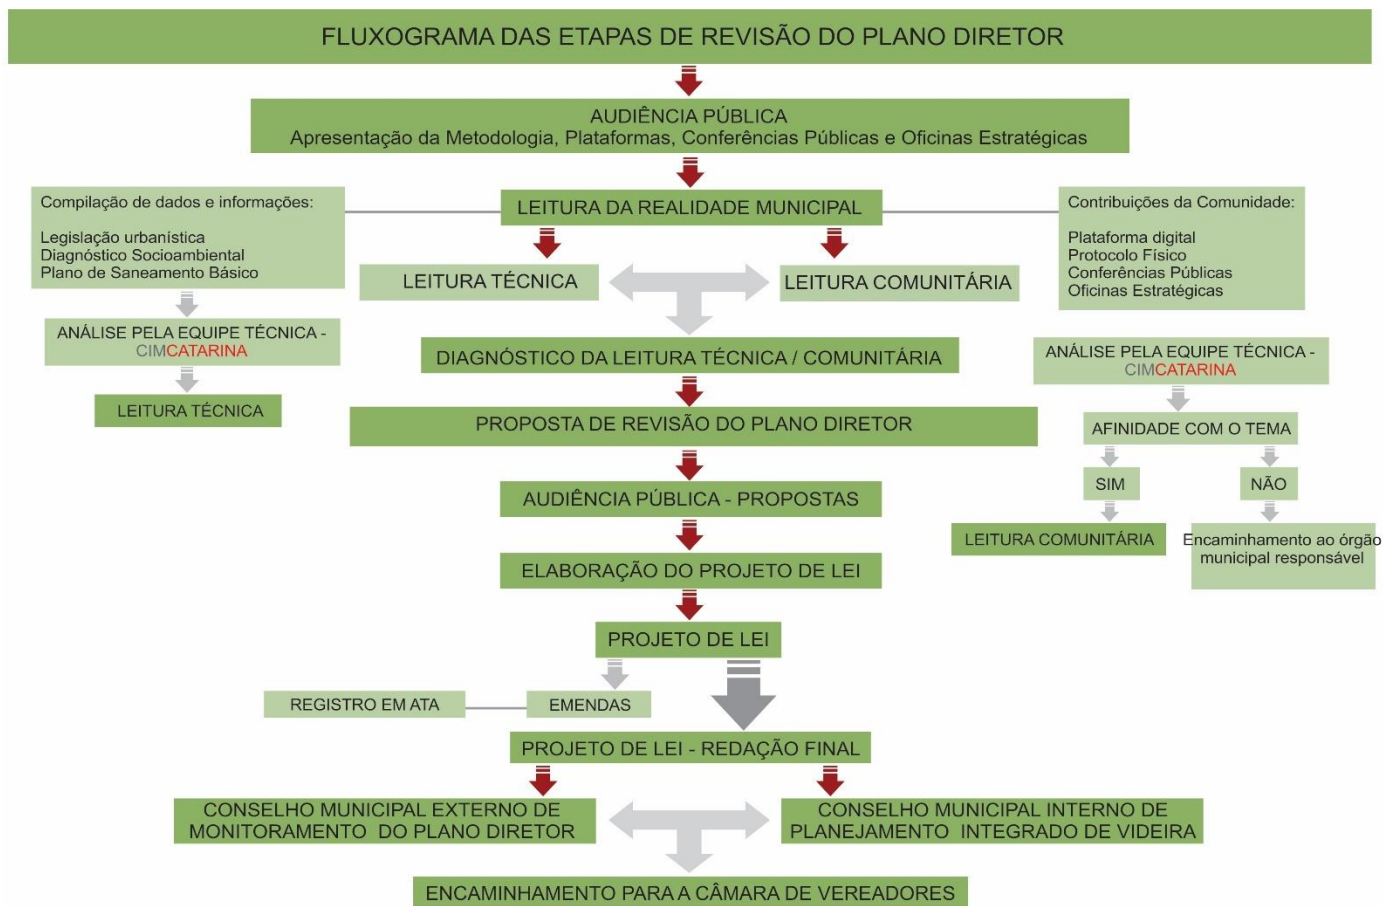 FLUXOGRAMA DAS ETAPAS DE REVISÃO DO PLANO DIRETOR
AUDIÊNCIA PÚBLICA
Apresentação da Metodologia, Plataformas, Conferências Públicas e Oficinas Estratégicas
Compilação de dados e informações:
Legislação urbanística
Diagnóstico Socioambiental
Plano de Saneamento Básico
LEITURA DA REALIDADE MUNICIPAL
Contribuições da Comunidade:
Plataforma digital
Protocolo Físico
Conferências Públicas
Oficinas Estratégicas
LEITURA TÉCNICA
LEITURA COMUNITÁRIA
ANÁLISE PELA EQUIPE TÉCNICA -
CIMCATARINA
LEITURA TÉCNICA
DIAGNÓSTICO DA LEITURA TÉCNICA / COMUNITÁRIA
ANÁLISE PELA EQUIPE TÉCNICA -
CIMCATARINA
PROPOSTA DE REVISÃO DO PLANO DIRETOR
AFINIDADE COM O TEMA
SIM
NÃO
LEITURA COMUNITÁRIA
Encaminhamento ao órgão
municipal responsável
AUDIÊNCIA PÚBLICA - PROPOSTAS
ELABORAÇÃO DO PROJETO DE LEI
PROJETO DE LEI
REGISTRO EM ATA
EMENDAS
PROJETO DE LEI - REDAÇÃO FINAL
CONSELHO MUNICIPAL EXTERNO DE
MONITORAMENTO DO PLANO DIRETOR
CONSELHO MUNICIPAL INTERNO DE
PLANEJAMENTO INTEGRADO DE VIDEIRA
ENCAMINHAMENTO PARA A CÂMARA DE VEREADORES